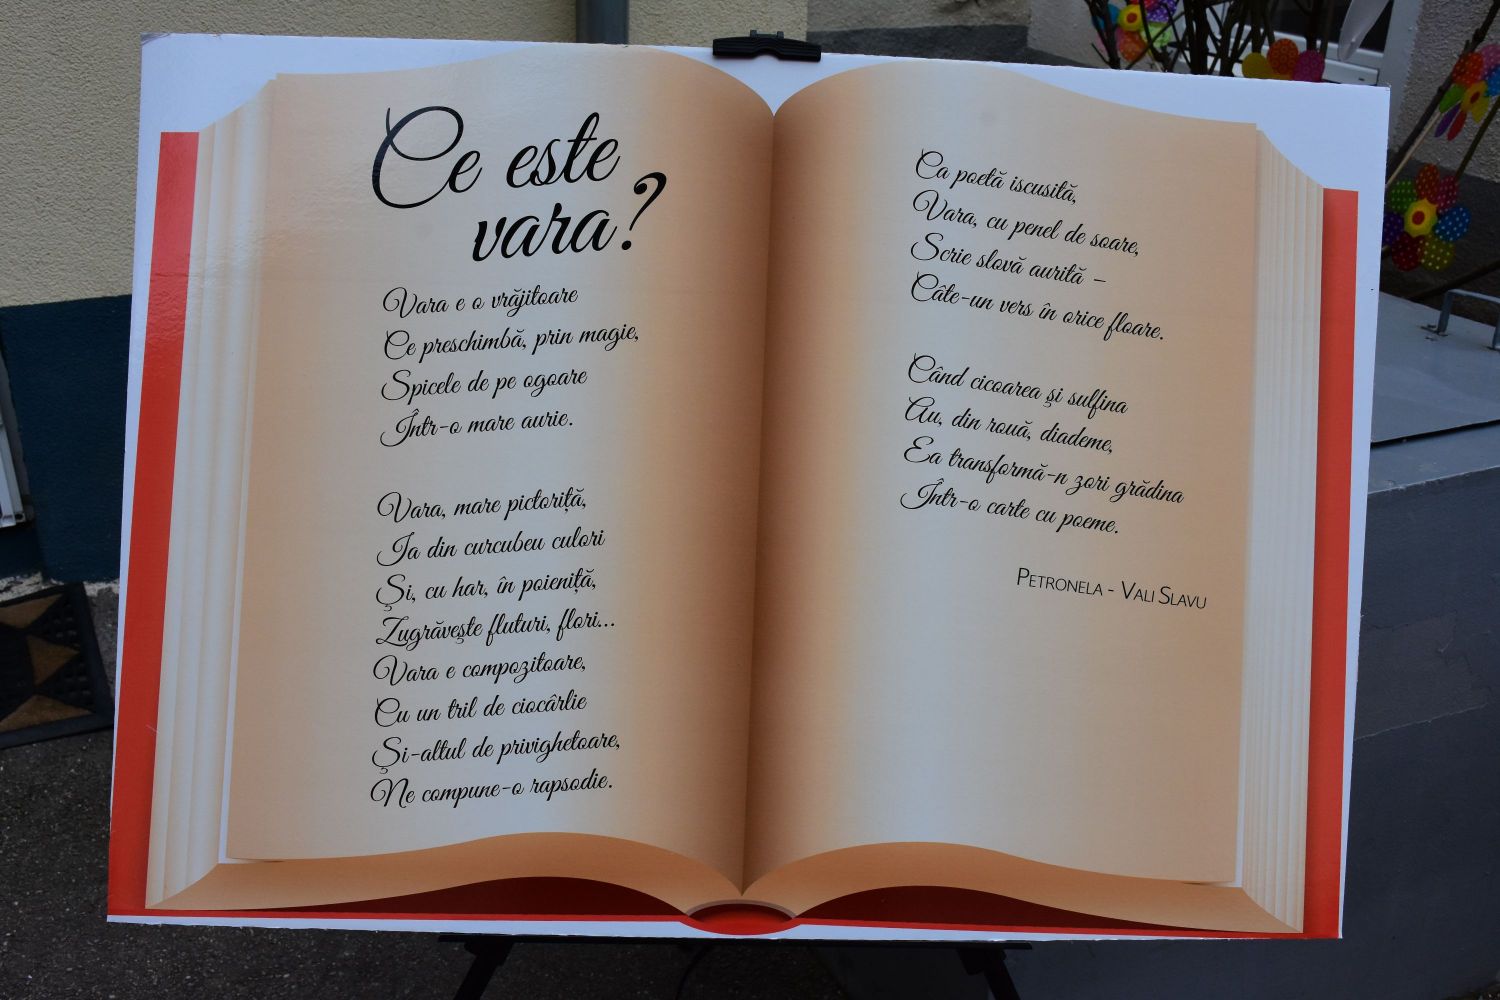 Ce este
vara?
Vara e o vrăjitoare
Ce preschimbă, prin magie,
Spicele de pe ogoare
Într-o mare aurie.
Vara, mare pictoriță,
Ia din curcubeu culori
Și, cu har, în poieniță,
Zugrăvește fluturi, flori...
Vara e compozitoare,
Cu un tril de ciocârlie
Și-altul de privighetoare,
Ne compune-o rapsodie.
Ca poetă iscusită,
Vara, cu penel de soare,
Scrie slovă aurită –
Câte-un vers în orice floare.
Când cicoarea și sulfina
Au, din rouă, diademe,
Ea transformă-n zori grădina
Într-o carte cu poeme.
Petronela - Vali Slavu